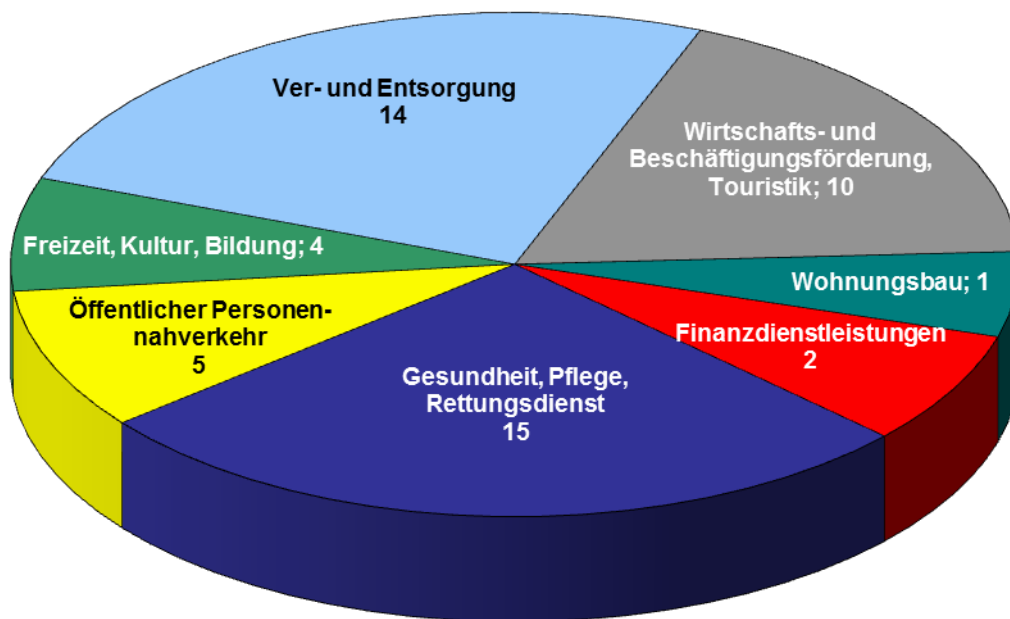 Ver- und Entsorgung
14
Wirtschafts- und
Beschäftigungsförderung,
Touristik; 10
Freizeit, Kultur, Bildung; 4
Wohnungsbau; 1
Öffentlicher Personen-
nahverkehr
5
Finanzdienstleistungen
2
Gesundheit, Pflege,
Rettungsdienst
15